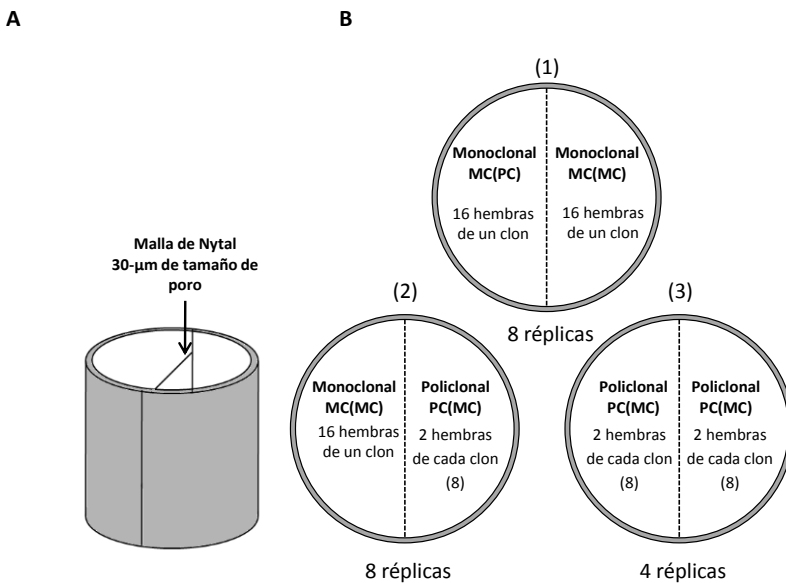 A
B
Malla de Nytal
30-µm de tamaño de
poro
(1)
Monoclonal
MC(PC)
16 hembras
de un clon
Monoclonal
MC(MC)
16 hembras
de un clon
8 réplicas
(2)
Monoclonal
MC(MC)
16 hembras
de un clon
Policlonal
PC(MC)
2 hembras
de cada clon
(8)
8 réplicas
(3)
Policlonal
PC(MC)
2 hembras
de cada clon
(8)
Policlonal
PC(MC)
2 hembras
de cada clon
(8)
4 réplicas